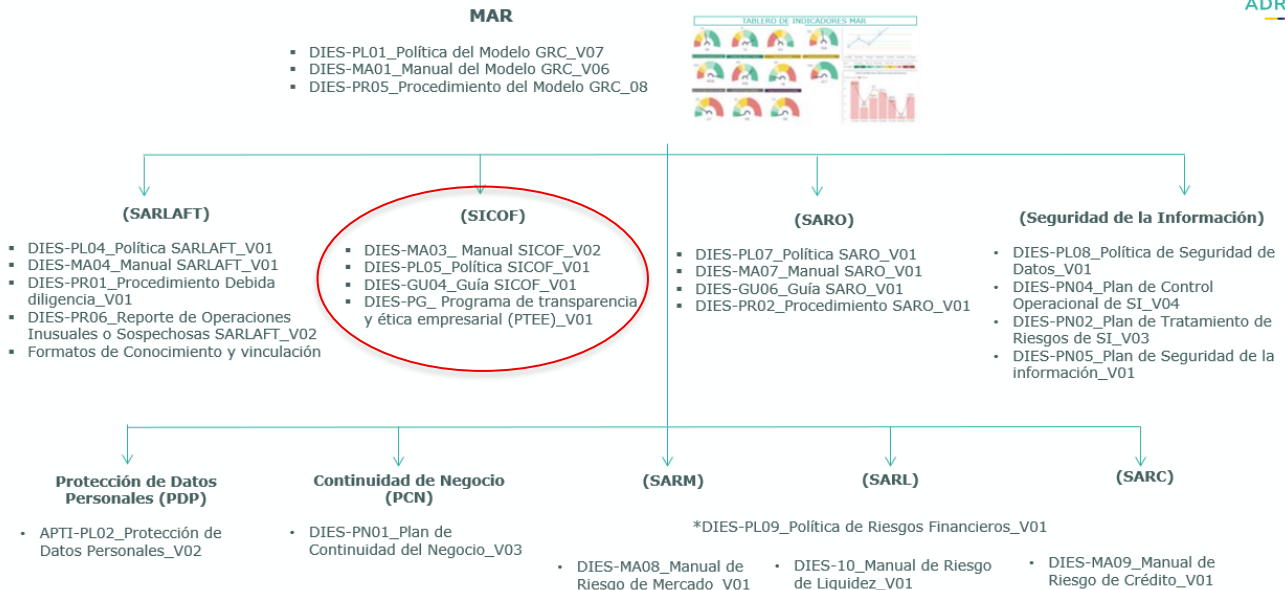 ADR
MAR
▪ DIES-PL01_Política del Modelo GRC_V07
▪ DIES-MA01_Manual del Modelo GRC_V06
▪ DIES-PR05_Procedimiento del Modelo GRC_08
TABLERO DE INDICADORES MAR
(SARLAFT)
▪ DIES-PL04_Política SARLAFT_V01
▪ DIES-MA04_Manual SARLAFT_V01
▪ DIES-PR01_Procedimiento Debida
diligencia_V01
▪ DIES-PR06_Reporte de Operaciones
Inusuales o Sospechosas SARLAFT_V02
▪ Formatos de Conocimiento y vinculación
(SICOF)
▪ DIES-MA03_ Manual SICOF_V02
▪ DIES-PL05_Política SICOF_V01
▪ DIES-GU04_Guía SICOF_V01
▪ DIES-PG_ Programa de transparencia
y ética empresarial (PTEE)_V01
(SARO)
▪ DIES-PL07_Política SARO_V01
▪ DIES-MA07_Manual SARO_V01
▪ DIES-GU06_Guía SARO_V01
▪ DIES-PR02_Procedimiento SARO_V01
(Seguridad de la Información)
• DIES-PL08_Política de Seguridad de
Datos_V01
• DIES-PN04_Plan de Control
Operacional de SI_V04
• DIES-PN02_Plan de Tratamiento de
Riesgos de SI_V03
• DIES-PN05_Plan de Seguridad de la
información_V01
Protección de Datos
Personales (PDP)
• APTI-PL02_Protección de
Datos Personales_V02
Continuidad de Negocio
(PCN)
• DIES-PN01_Plan de
Continuidad del Negocio_V03
(SARM)
(SARL)
(SARC)
*DIES-PL09_Política de Riesgos Financieros_V01
• DIES-MA08_Manual de
Riesgo de Mercado_V01
• DIES-10_Manual de Riesgo
de Liquidez_V01
• DIES-MA09_Manual de
Riesgo de Crédito_V01